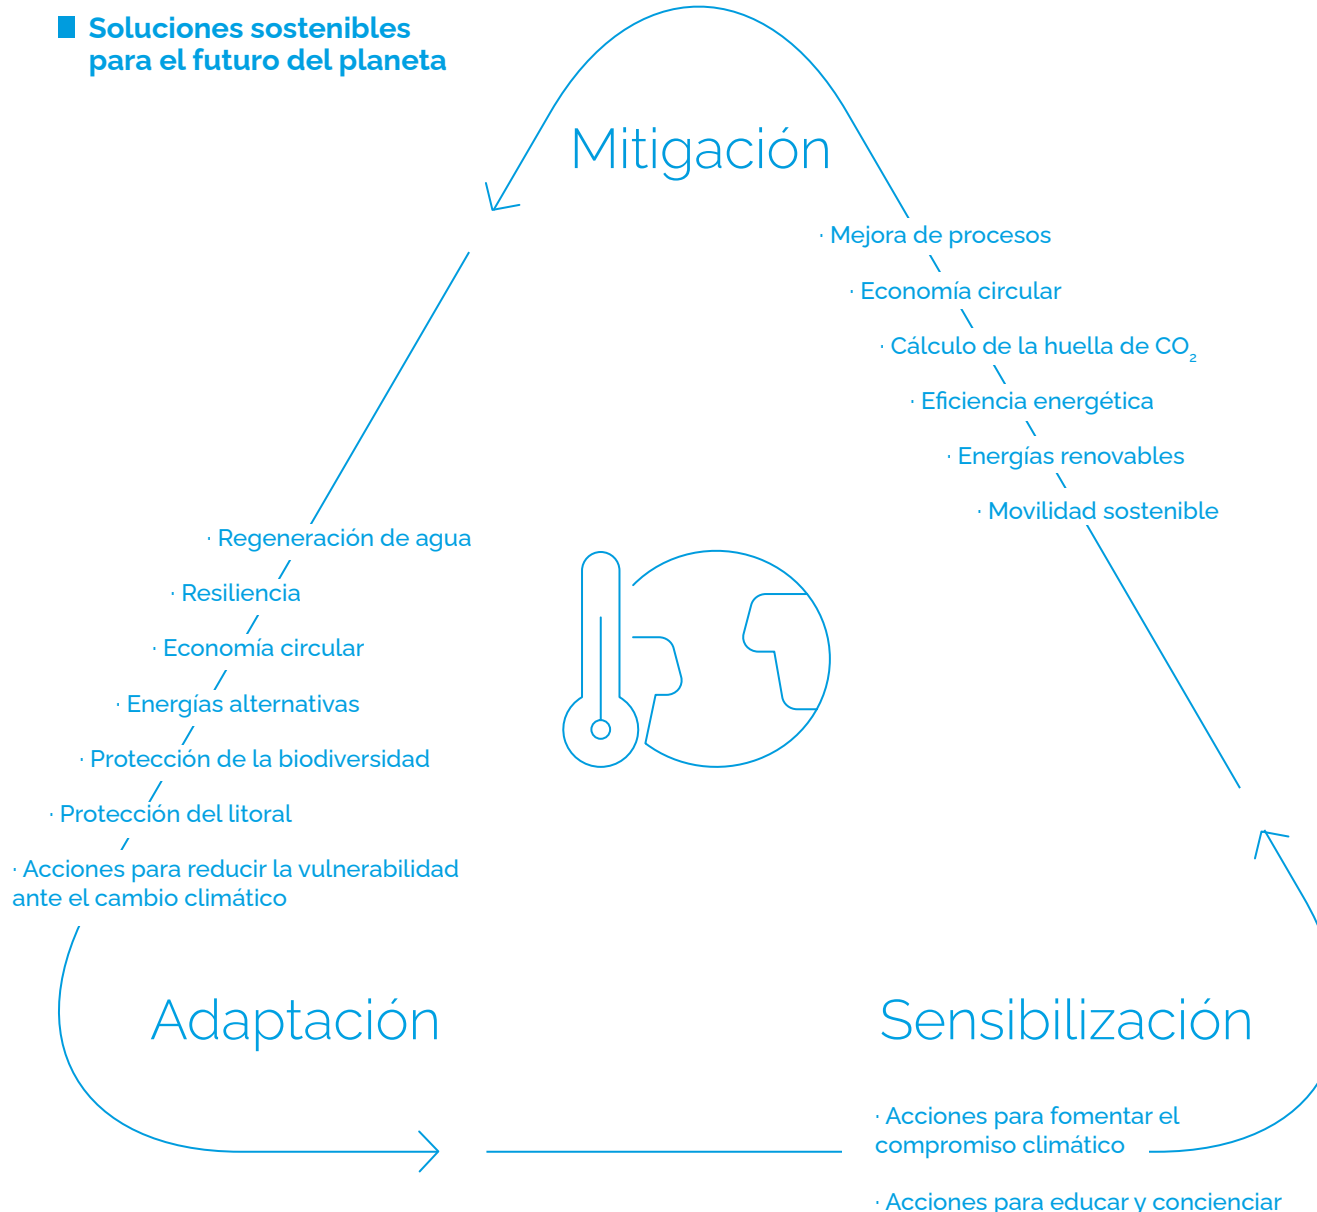 Soluciones sostenibles
para el futuro del planeta
Mitigación
· Mejora de procesos
· Economía circular
· Cálculo de la huella de CO₂
· Eficiencia energética
· Energías renovables
· Movilidad sostenible
· Regeneración de agua
· Resiliencia
· Economía circular
· Energías alternativas
· Protección de la biodiversidad
· Protección del litoral
· Acciones para reducir la vulnerabilidad
ante el cambio climático
Adaptación
Sensibilización
· Acciones para fomentar el
compromiso climático
· Acciones para educar y concienciar